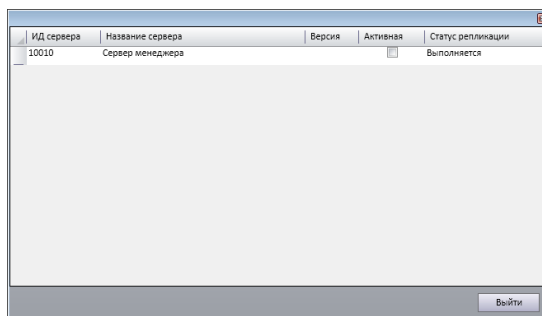 ИД сервера Название сервера Версия Активная Статус репликации
10010 Сервер менеджера Выполняется
Выйти